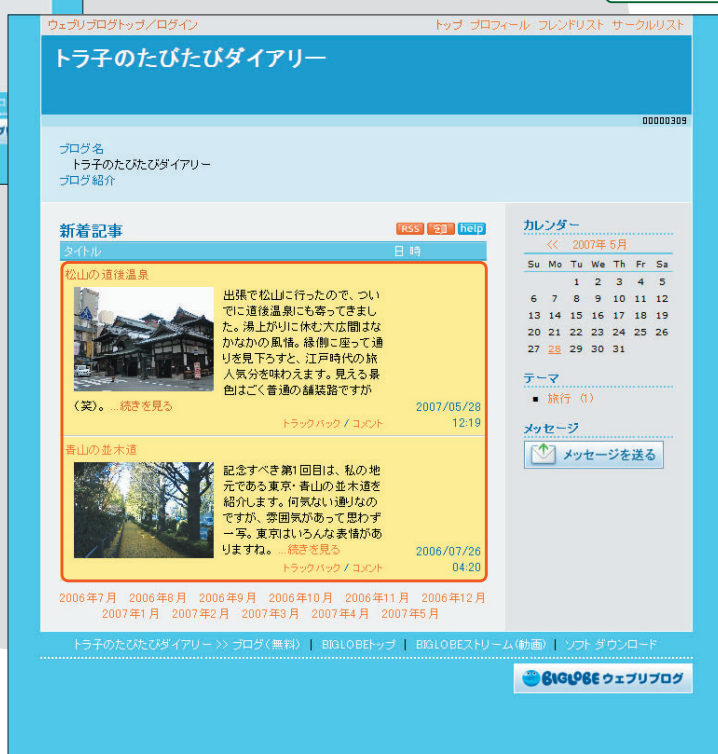 ウェブリブログトップ／ログイン
トップ プロフィール フレンドリスト サークルリスト
トラ子のたびたびダイアリー
00000309
ブログ名
トラ子のたびたびダイアリー
ブログ紹介
新着記事
RSS
help
タイトル
日 時
松山の道後温泉
出張で松山に行ったので、つい
でに道後温泉にも寄ってきまし
た。湯上がりに休む大広間はな
かなかの風情。縁側に座って通
りを見下ろすと、江戸時代の旅
人気分を味わえます。見える景
色はごく普通の舗装路ですが
（笑）。…続きを見る
2007/05/28
トラックバック / コメント
12:19
青山の並木道
記念すべき第1回目は、私の地
元である東京・青山の並木道を
紹介します。何気ない通りなの
ですが、雰囲気があって思わず
一写。東京はいろんな表情があ
りますね。…続きを見る
2006/07/26
トラックバック / コメント
04:20
2006年7月 2006年8月 2006年9月 2006年10月 2006年11月 2006年12月
2007年1月 2007年2月 2007年3月 2007年4月 2007年5月
カレンダー
<< 2007年 5月
Su Mo Tu We Th Fr Sa
1 2 3 4 5
6 7 8 9 10 11 12
13 14 15 16 17 18 19
20 21 22 23 24 25 26
27 28 29 30 31
テーマ
■ 旅行 (1)
メッセージ
メッセージを送る
トラ子のたびたびダイアリー >> ブログ(無料) | BIGLOBEトップ | BIGLOBEストリーム(動画) | ソフト ダウンロード
BIGLOBE ウェブリブログ